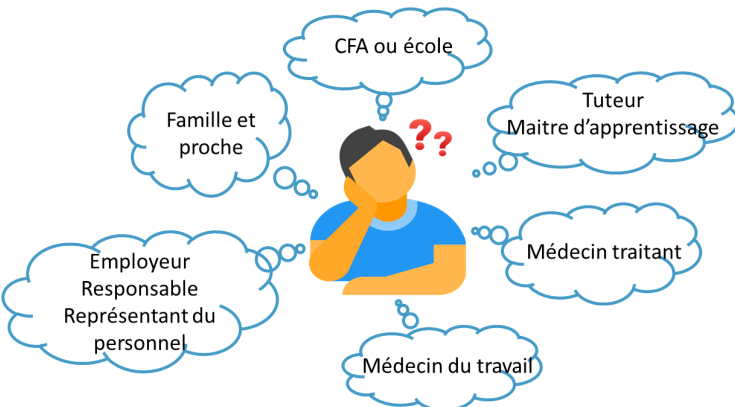 CFA ou école
Tuteur
Maitre d'apprentissage
Famille et
proche
??
Médecin traitant
Employeur
Responsable
Représentant du
personnel
Médecin du travail